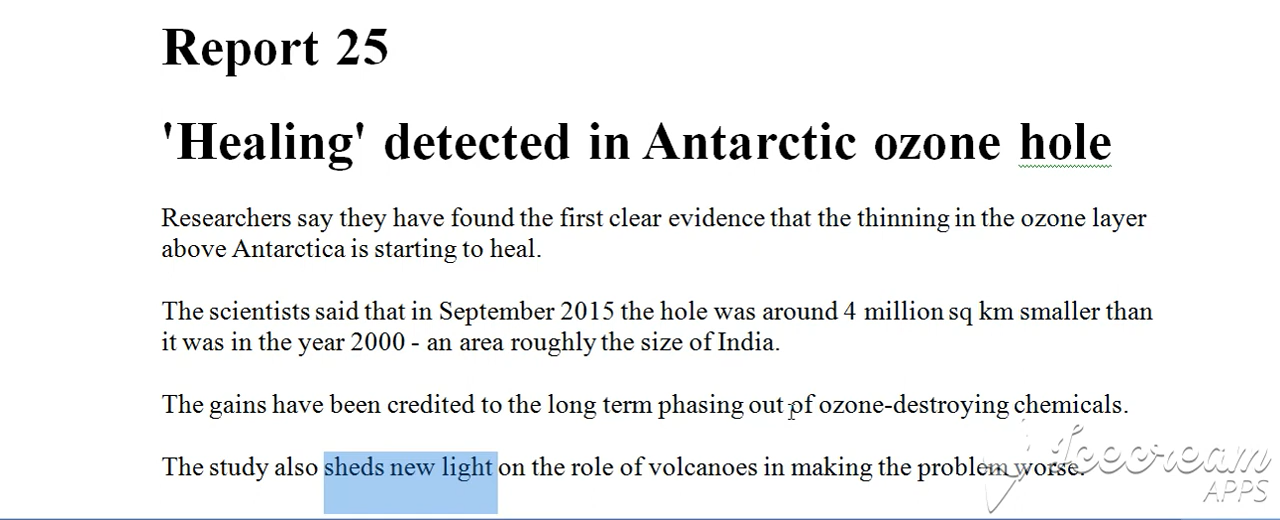 Report 25
'Healing' detected in Antarctic ozone hole
Researchers say they have found the first clear evidence that the thinning in the ozone layer
above Antarctica is starting to heal.
The scientists said that in September 2015 the hole was around 4 million sq km smaller than
it was in the year 2000 - an area roughly the size of India.
The gains have been credited to the long term phasing out of ozone-destroying chemicals.
The study also sheds new light on the role of volcanoes in making the problem worse.
Icecream
APPS